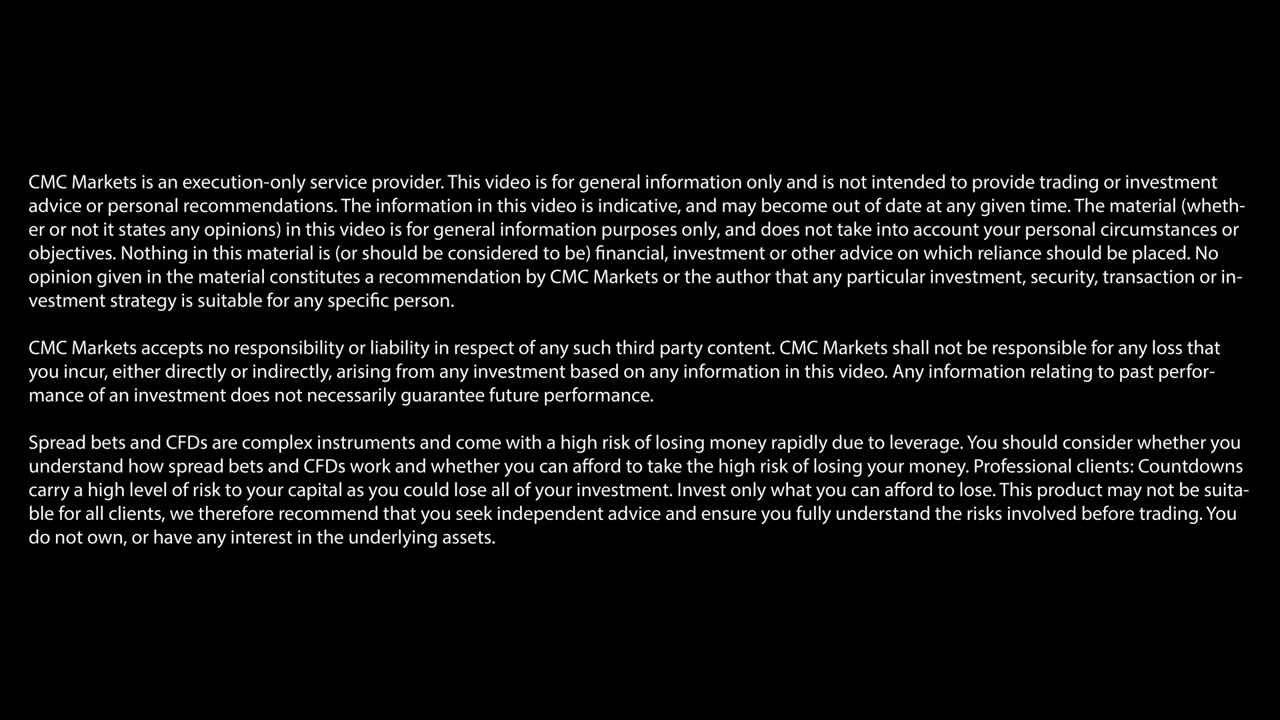 CMC Markets is an execution-only service provider. This video is for general information only and is not intended to provide trading or investment
advice or personal recommendations. The information in this video is indicative, and may become out of date at any given time. The material (wheth-
er or not it states any opinions) in this video is for general information purposes only, and does not take into account your personal circumstances or
objectives. Nothing in this material is (or should be considered to be) financial, investment or other advice on which reliance should be placed. No
opinion given in the material constitutes a recommendation by CMC Markets or the author that any particular investment, security, transaction or in-
vestment strategy is suitable for any specific person.
CMC Markets accepts no responsibility or liability in respect of any such third party content. CMC Markets shall not be responsible for any loss that
you incur, either directly or indirectly, arising from any investment based on any information in this video. Any information relating to past perfor-
mance of an investment does not necessarily guarantee future performance.
Spread bets and CFDs are complex instruments and come with a high risk of losing money rapidly due to leverage. You should consider whether you
understand how spread bets and CFDs work and whether you can afford to take the high risk of losing your money. Professional clients: Countdowns
carry a high level of risk to your capital as you could lose all of your investment. Invest only what you can afford to lose. This product may not be suita-
ble for all clients, we therefore recommend that you seek independent advice and ensure you fully understand the risks involved before trading. You
do not own, or have any interest in the underlying assets.